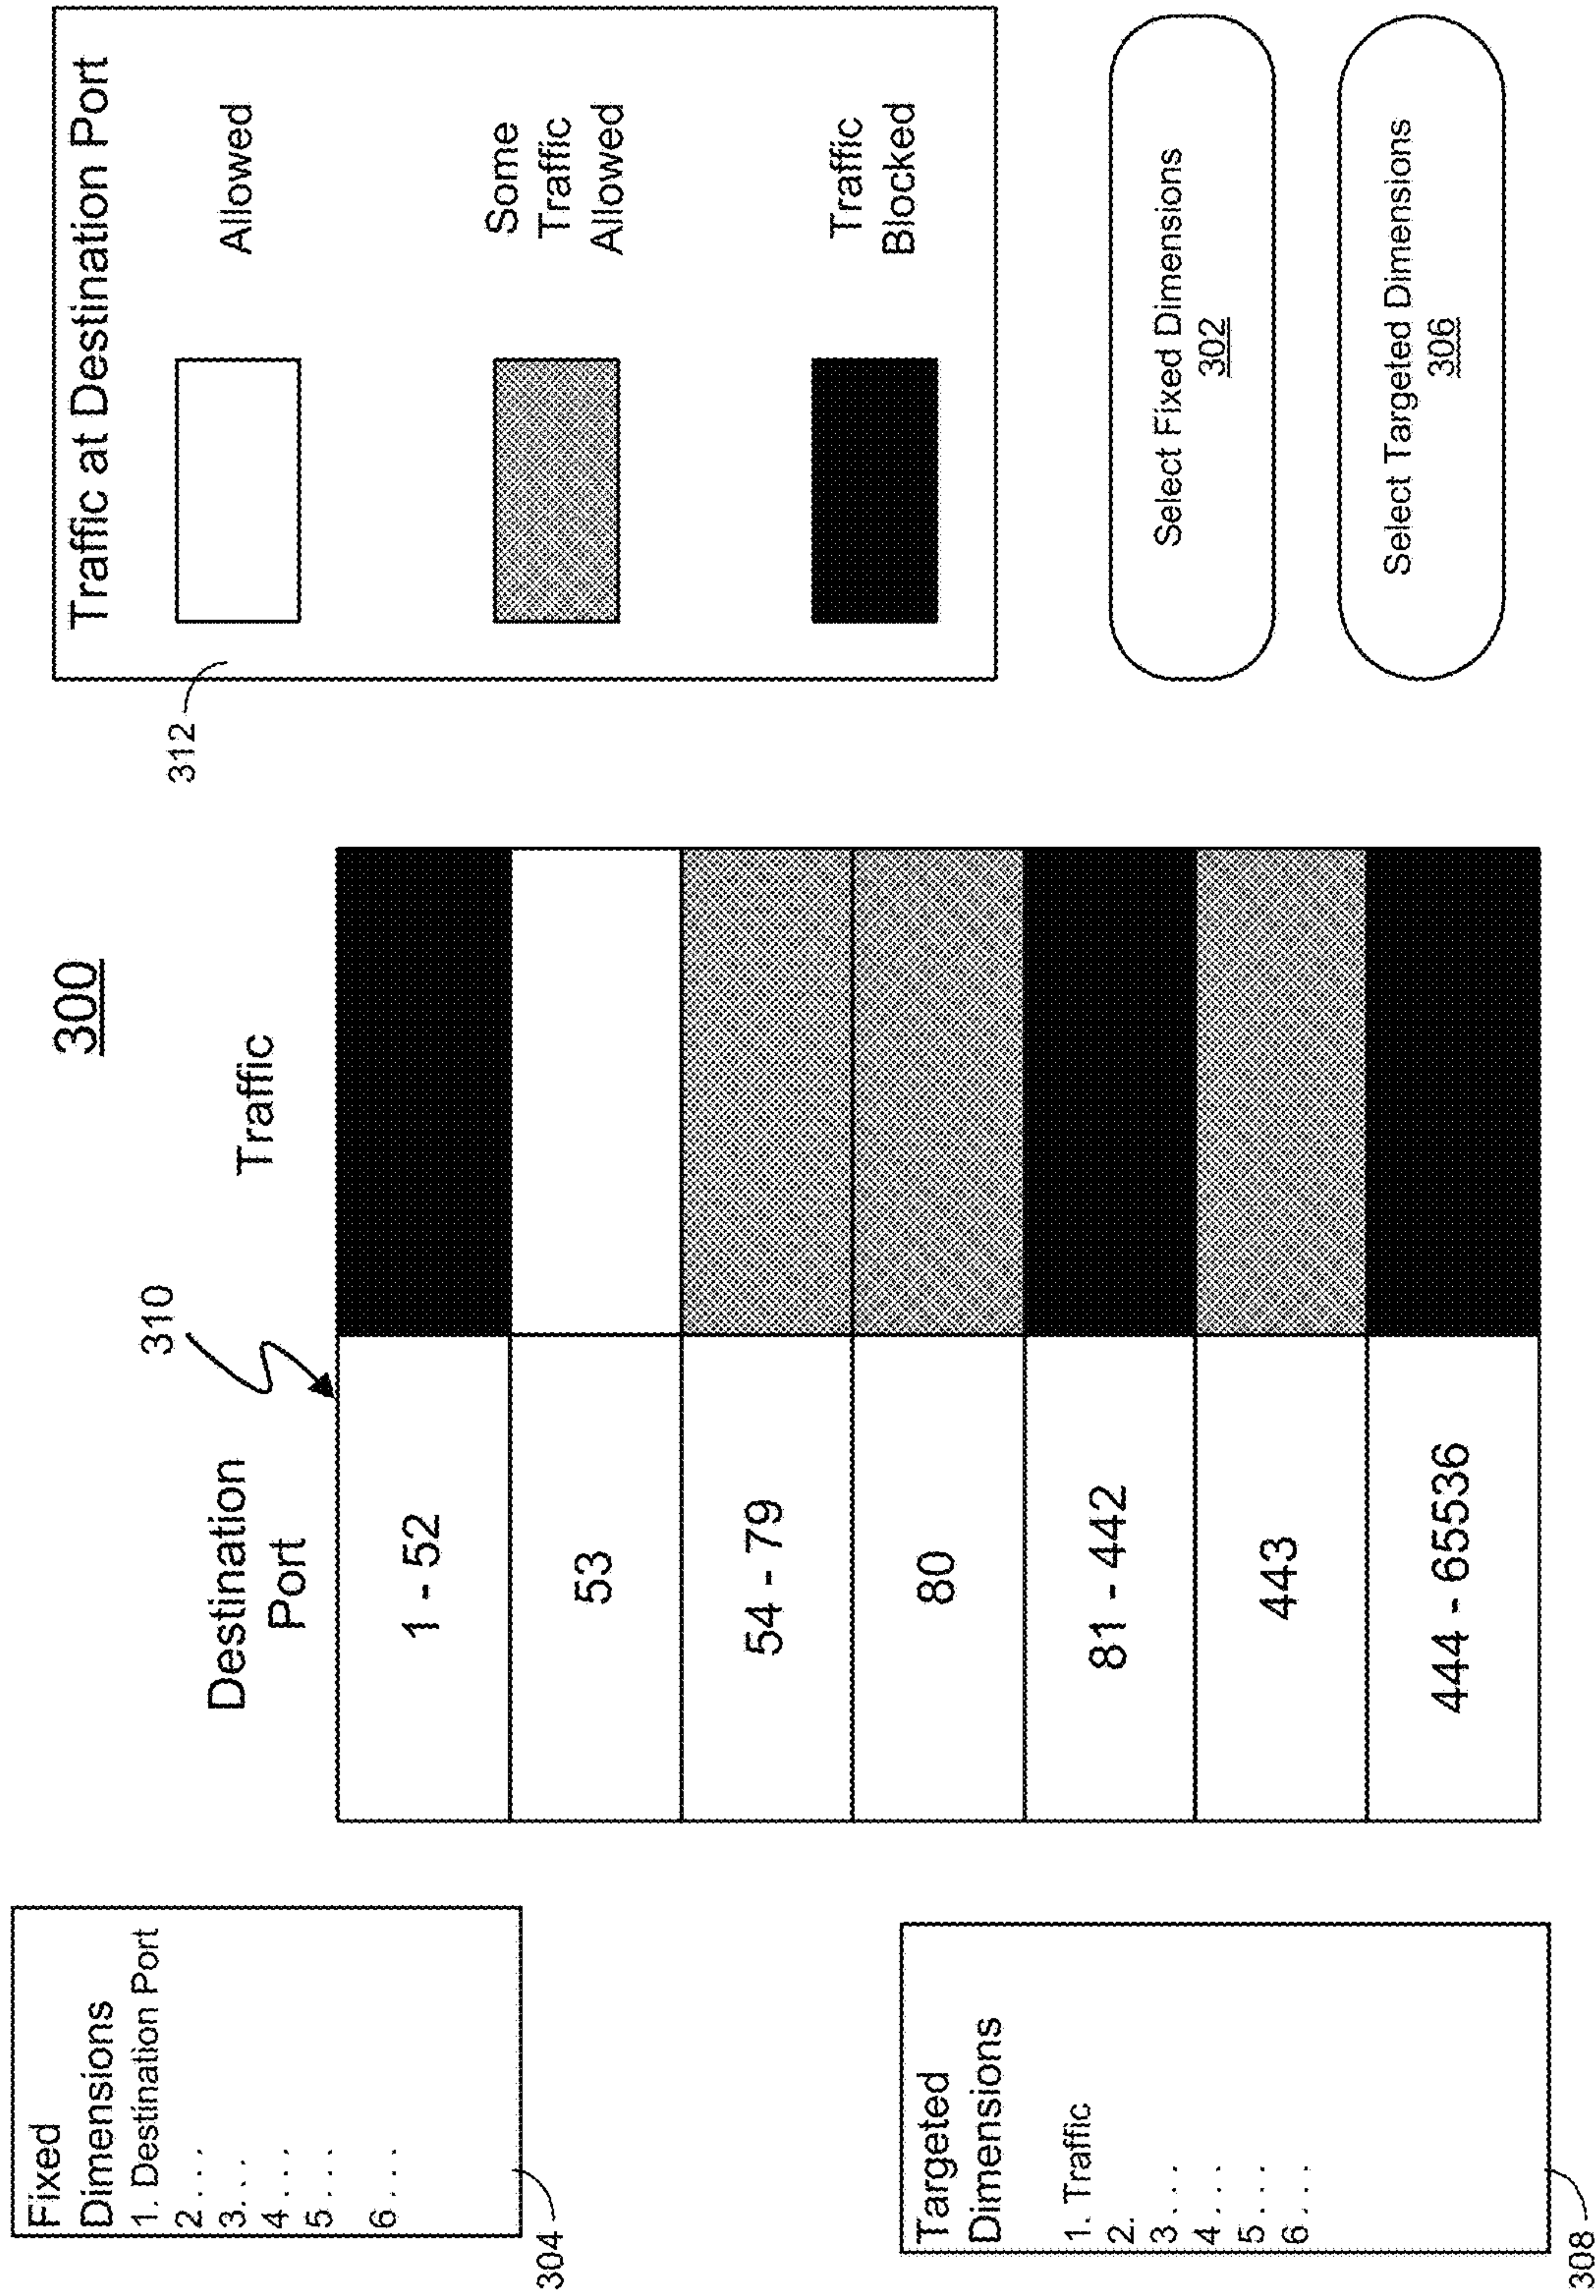 300
Fixed
Dimensions
1. Destination Port
2. . . .
3. . .
4. . . .
5. . . .
6. . . .
304
Targeted
Dimensions
1. Traffic
2.
3. . . .
4. . . .
5. . . .
6. . . .
308
310
Destination
Port
Traffic
1 - 52
53
54 - 79
80
81 - 442
443
444 - 65536
312
Traffic at Destination Port
Allowed
Some
Traffic
Allowed
Traffic
Blocked
Select Fixed Dimensions
302
Select Targeted Dimensions
306